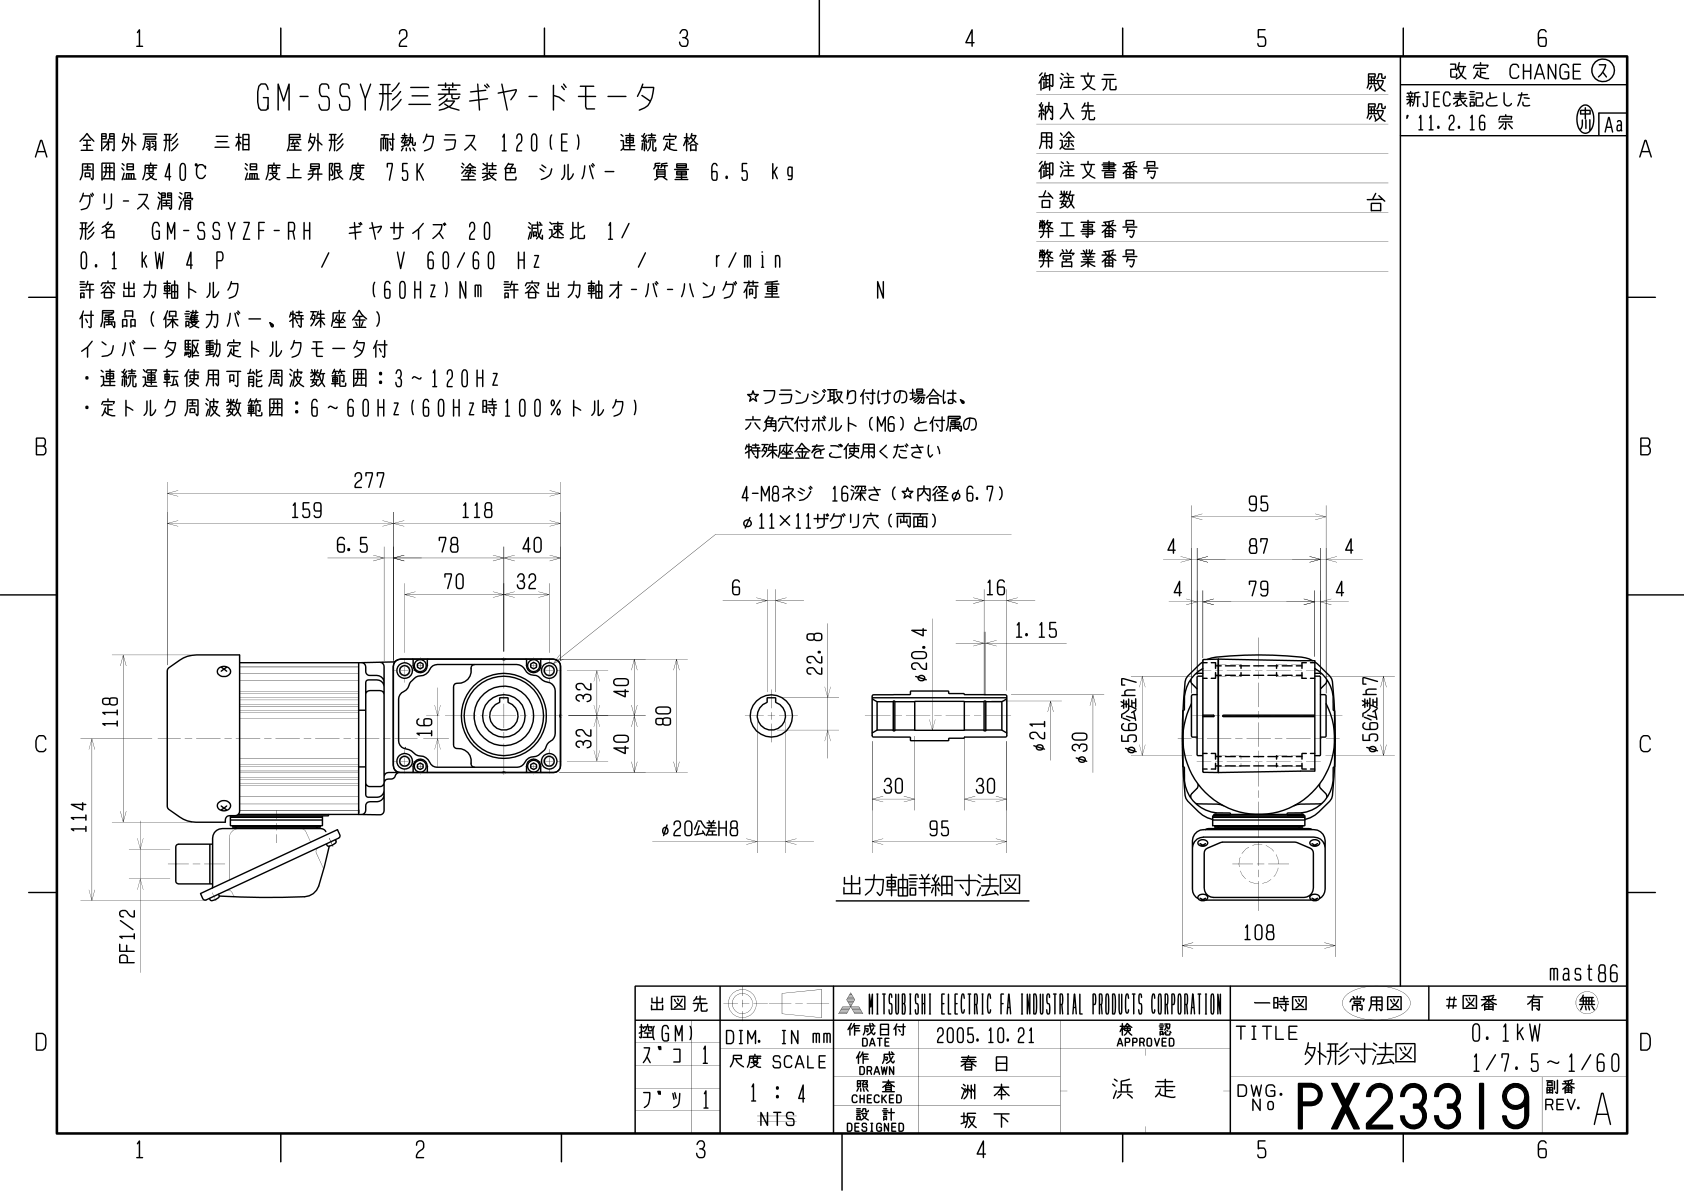 1 2 3 4 5 6
GM-SSY形三菱ギヤ-ドモータ
全閉外扇形 三相 屋外形 耐熱クラス 120(E) 連続定格
周囲温度40℃ 温度上昇限度 75K 塗装色 シルバー 質量 6.5 kg
グリース潤滑
形名 GM-SSYZF-RH ギヤサイズ 20 減速比 1/
0.1 kW 4 P / V 60/60 Hz / r/min
許容出力軸トルク (60Hz)Nm 許容出力軸オ-バ-ハング荷重 N
付属品(保護カバー、特殊座金)
インバータ駆動定トルクモータ付
・連続運転使用可能周波数範囲:3~120Hz
・定トルク周波数範囲:6~60Hz(60Hz時100%トルク)
御注文元 殿
納入先 殿
用途
御注文書番号
台数 台
弊工事番号
弊営業番号
改定 CHANGE ス
新JEC表記とした
'11.2.16 宗 Aa
A A
B B
C C
D D
☆フランジ取り付けの場合は、
六角穴付ボルト(M6)と付属の
特殊座金をご使用ください
4-M8ネジ 16深さ(☆内径φ6.7)
φ11×11ザグリ穴(両面)
277
159 118
6.5 78 40
70 32
118
114
PF1/2
16
32 40
32 40
80
6
22.8
φ20公差H8
16
1.15
φ20.4
φ21
φ30
30 30
95
出力軸詳細寸法図
95
4 87 4
4 79 4
φ56公差h7 φ56公差h7
108
mast86
出図先
控(GM)
ズコ 1
ブツ 1
DIM. IN mm
尺度 SCALE
1 : 4
NTS
MITSUBISHI ELECTRIC FA INDUSTRIAL PRODUCTS CORPORATION
作成日付 DATE 2005.10.21
作成 DRAWN 春日
照査 CHECKED 洲本
設計 DESIGNED 坂下
検認 APPROVED
浜走
一時図 常用図 #図番 有 無
TITLE 外形寸法図
0.1kW
1/7.5~1/60
DWG. No PX23319
副番 REV. A
1 2 3 4 5 6